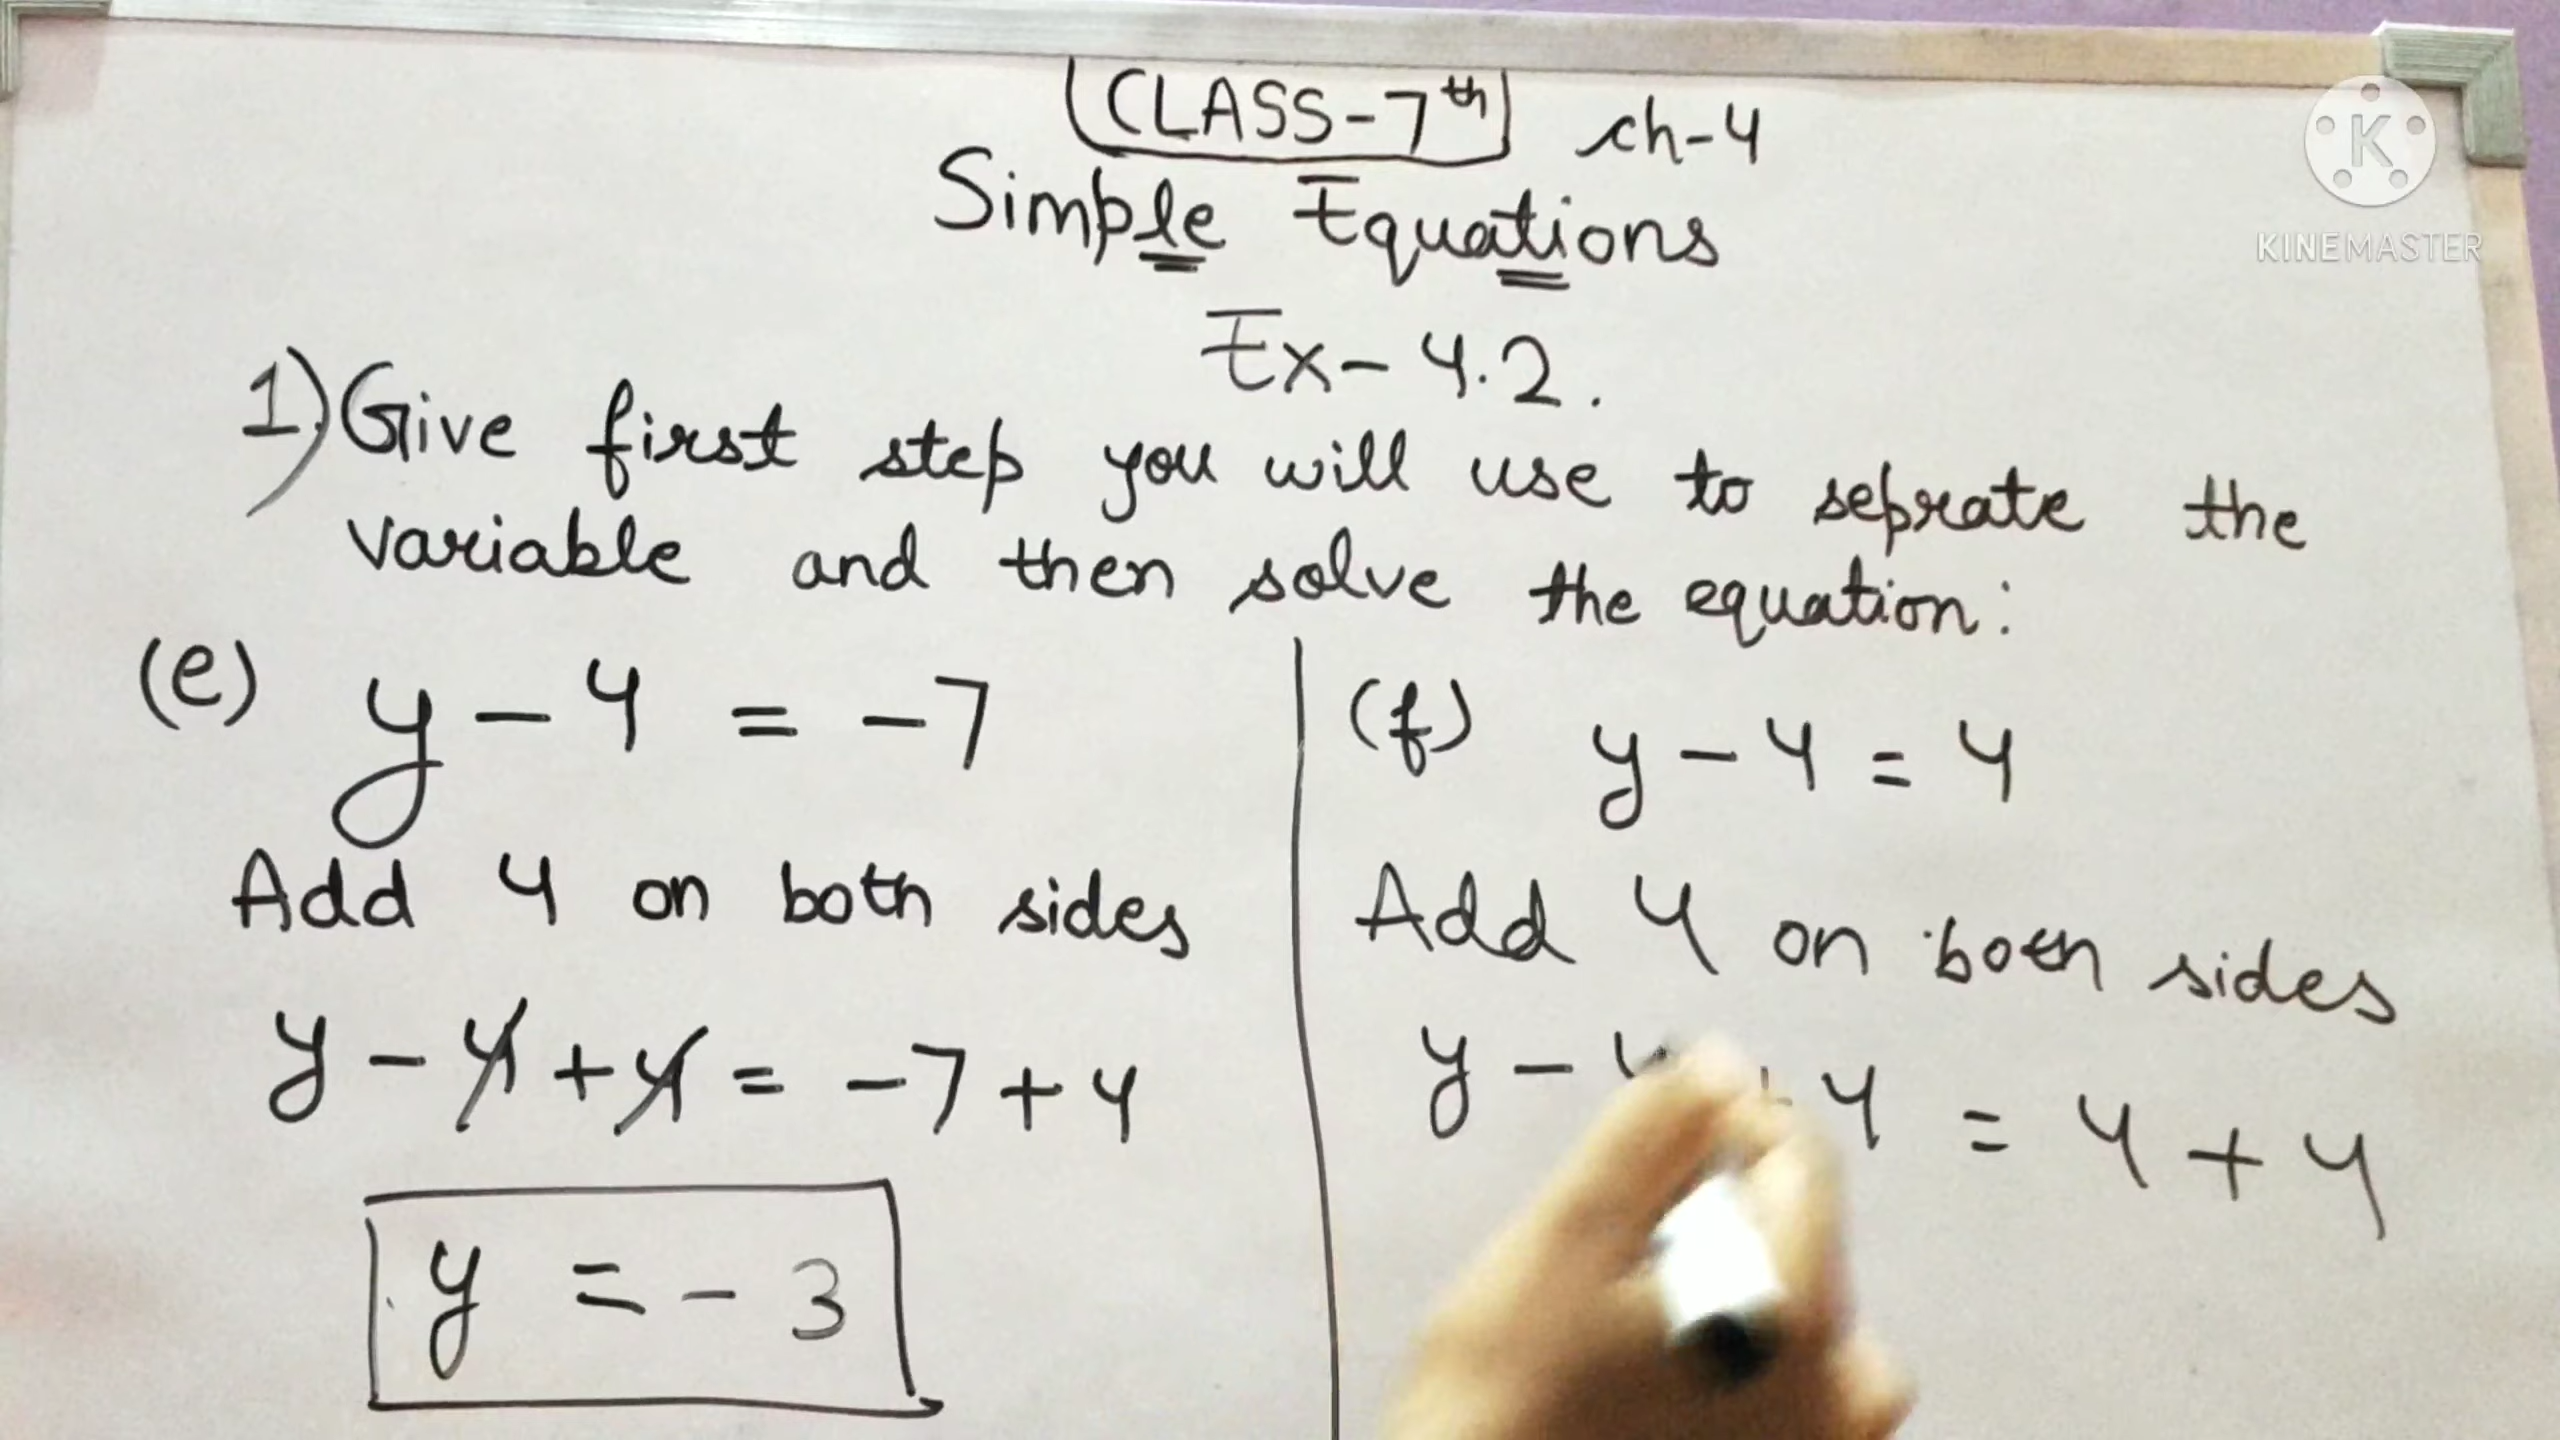 CLASS-7th ch-4
K
KINEMASTER
Simple Equations
Ex-4.2.
1) Give first step you will use to seprate the
variable and then solve the equation:
(e) y - 4 = -7
Add 4 on both sides
y - 4 + 4 = -7 + 4
y = -3
(f) y - 4 = 4
Add 4 on both sides
y - 4 + 4 = 4 + 4